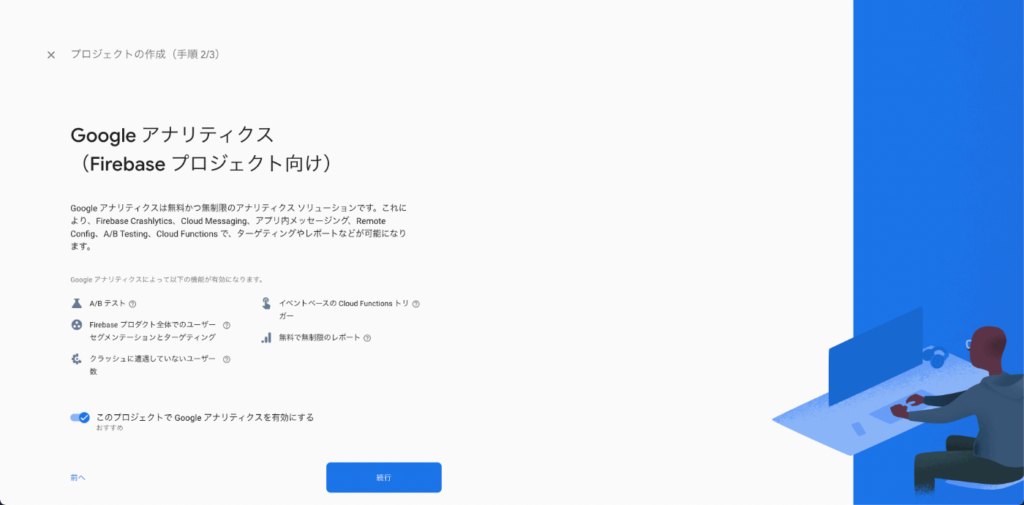 プロジェクトの作成（手順 2/3）
Google アナリティクス
（Firebase プロジェクト向け）
Google アナリティクスは無料かつ無制限のアナリティクス ソリューションです。これに
より、Firebase Crashlytics、Cloud Messaging、アプリ内メッセージング、Remote
Config、A/B Testing、Cloud Functions で、ターゲティングやレポートなどが可能になり
ます。
Google アナリティクスによって以下の機能が有効になります。
A/B テスト
Firebase プロダクト全体でのユーザー
セグメンテーションとターゲティング
クラッシュに遭遇していないユーザー
数
イベントベースの Cloud Functions トリ
ガー
無料で無制限のレポート
このプロジェクトで Google アナリティクスを有効にする
おすすめ
前へ
続行